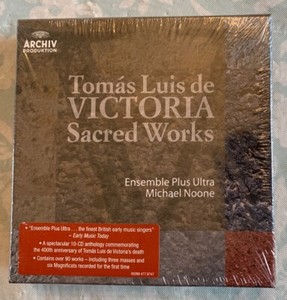 ARCHIV
PRODUKTION
Tomás Luis de
VICTORIA
Sacred Works
Ensemble Plus Ultra
Michael Noone
• "Ensemble Plus Ultra ... the finest British early music singers"
– Early Music Today
• A spectacular 10-CD anthology commemorating
the 400th anniversary of Tomás Luis de Victoria's death
• Contains over 90 works – including three masses and
six Magnificats recorded for the first time